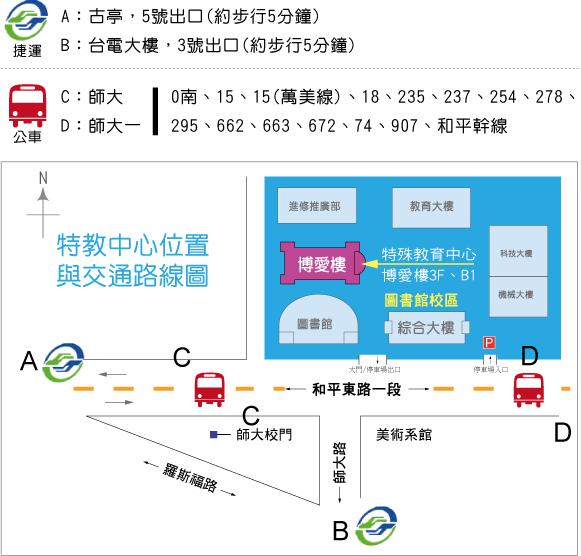 A：古亭，5號出口(約步行5分鐘)
捷運
B：台電大樓，3號出口(約步行5分鐘)
C：師大
0南、15、15(萬美線)、18、235、237、254、278、
公車
D：師大一
295、662、663、672、74、907、和平幹線
N
特教中心位置
與交通路線圖
進修推廣部
教育大樓
科技大樓
博愛樓
特殊教育中心
博愛樓3F、B1
機械大樓
圖書館校區
圖書館
綜合大樓
P
A
C
大門/停車場出口
停車場入口
D
和平東路一段
C
師大校門
師大路
美術系館
D
羅斯福路
B